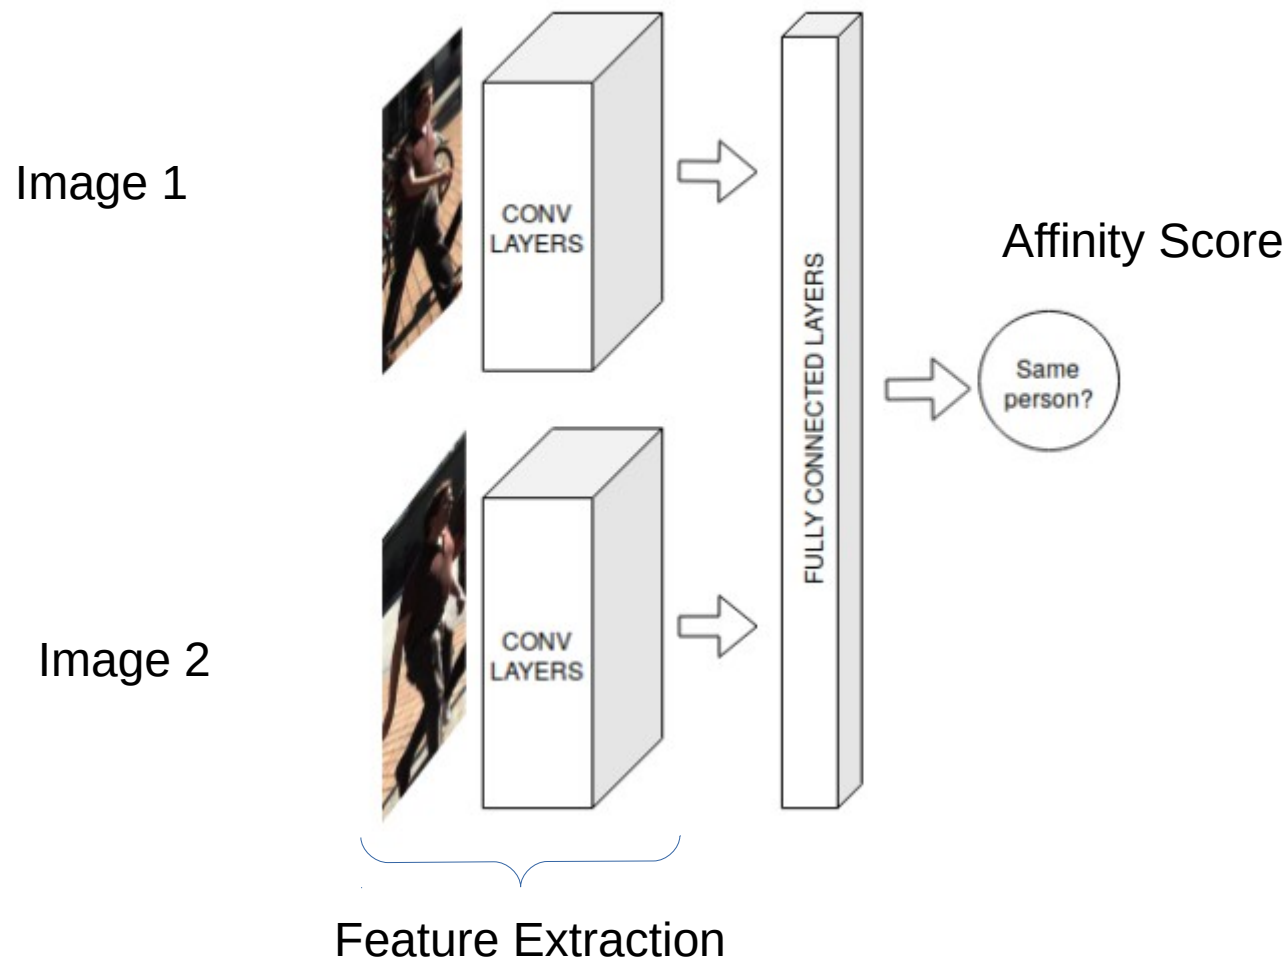 Image 1
CONV
LAYERS
FULLY CONNECTED LAYERS
Affinity Score
Same
person?
Image 2
CONV
LAYERS
Feature Extraction